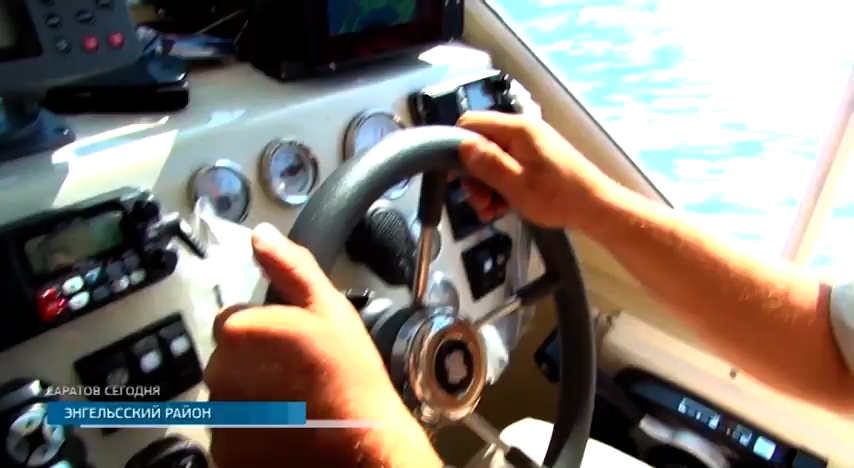 САРАТОВ СЕГОДНЯ
ЭНГЕЛЬССКИЙ РАЙОН